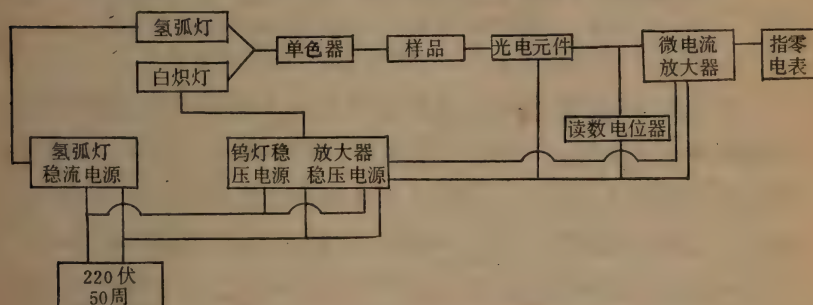 氢弧灯
白炽灯
单色器
样品
光电元件
微电流
放大器
指零
电表
读数电位器
氢弧灯
稳流电源
钨灯稳 放大器
压电源 稳压电源
220伏
50周